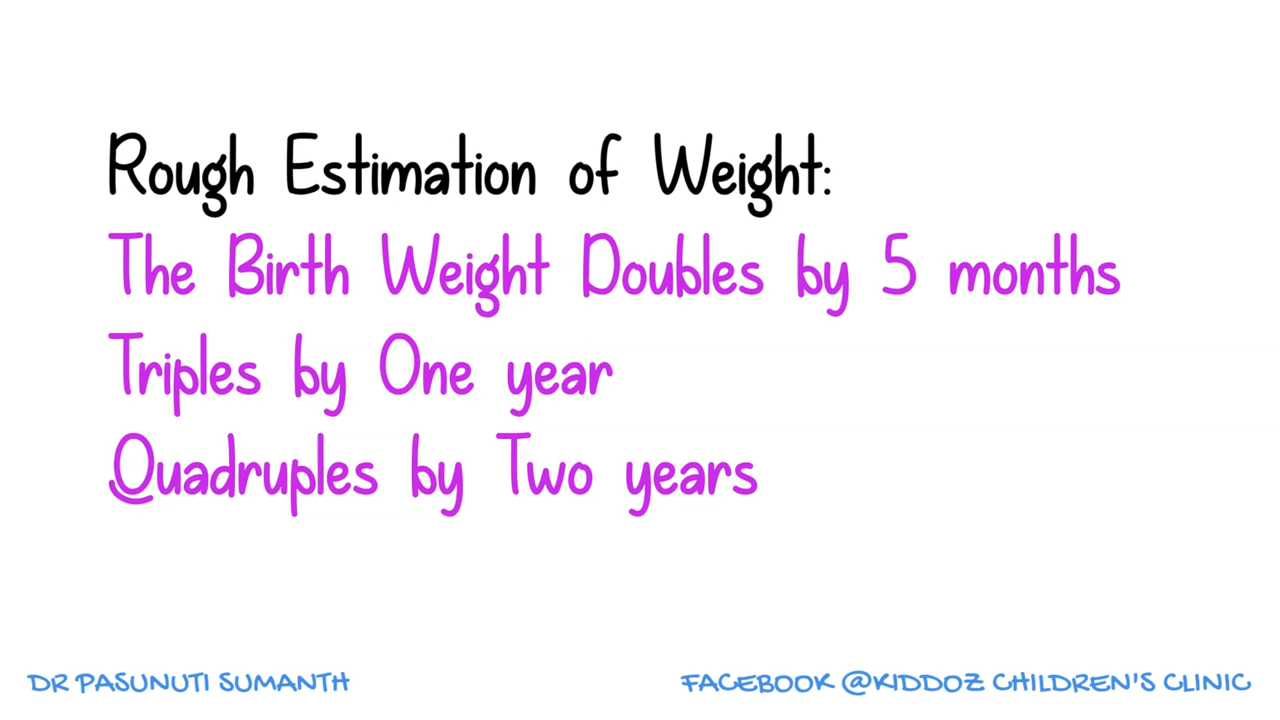 Rough Estimation of Weight:
The Birth Weight Doubles by 5 months
Triples by One year
Quadruples by Two years
DR PASUNUTI SUMANTH
FACEBOOK @KIDDOZ CHILDREN'S CLINIC